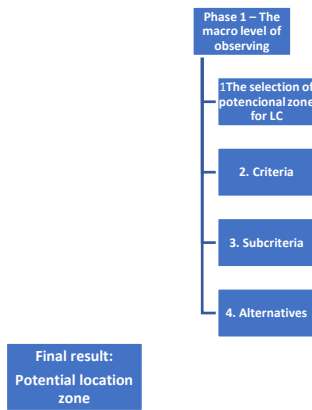 Phase 1 – The
macro level of
observing
1The selection of
potencional zone
for LC
2. Criteria
3. Subcriteria
4. Alternatives
Final result:
Potential location
zone